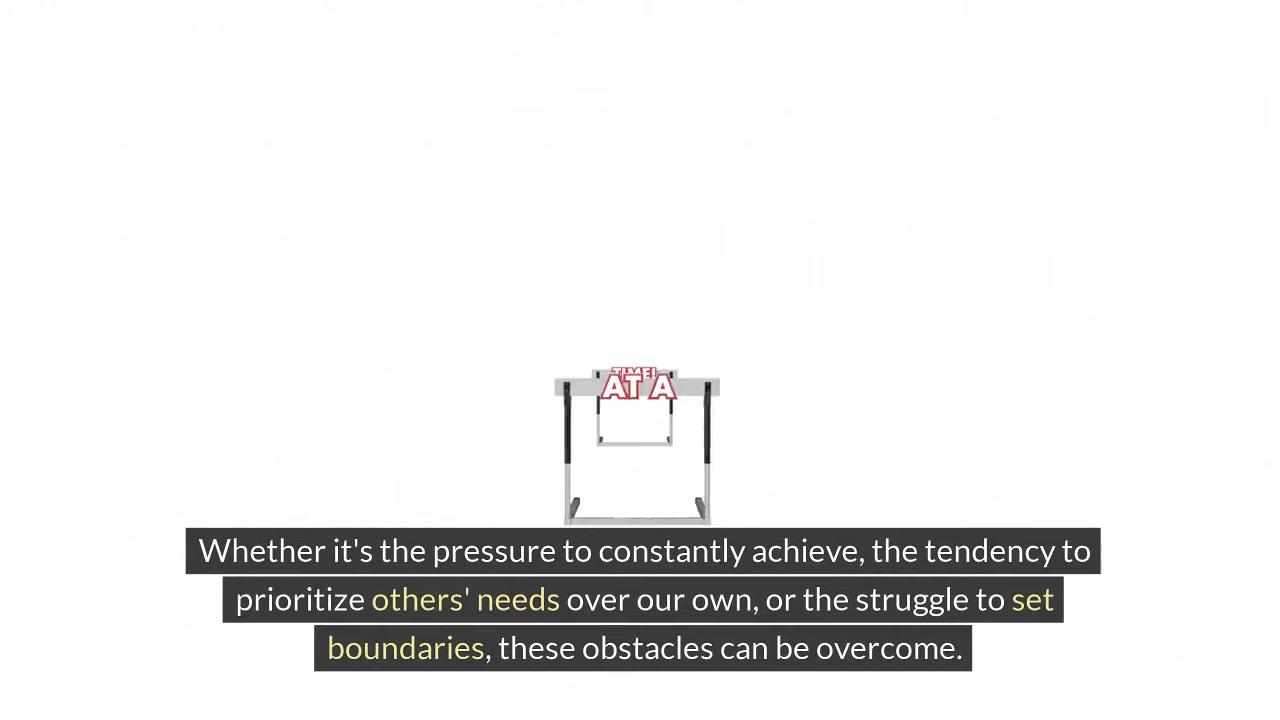 TIME!
AT A
Whether it's the pressure to constantly achieve, the tendency to
prioritize others' needs over our own, or the struggle to set
boundaries, these obstacles can be overcome.